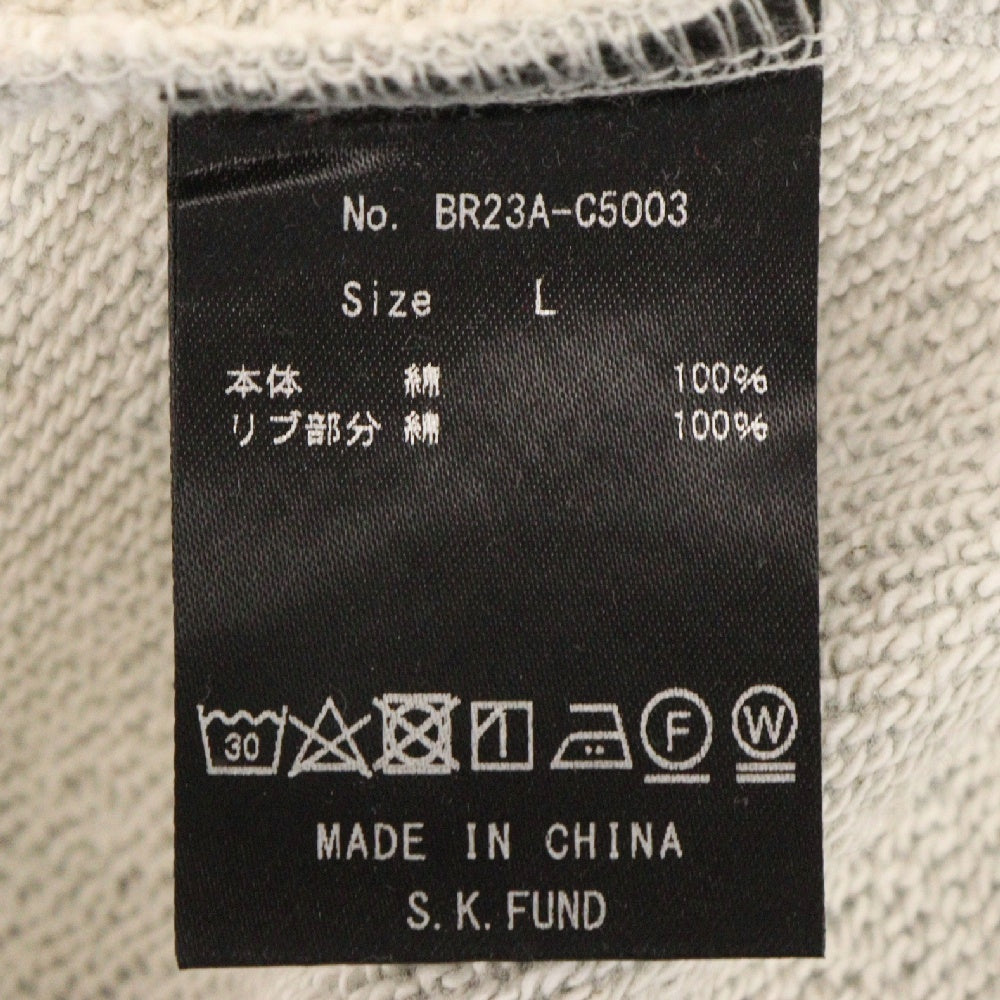 No. BR23A-C5003
Size L
本体 綿 100%
リブ部分 綿 100%
30 F W
MADE IN CHINA
S.K.FUND